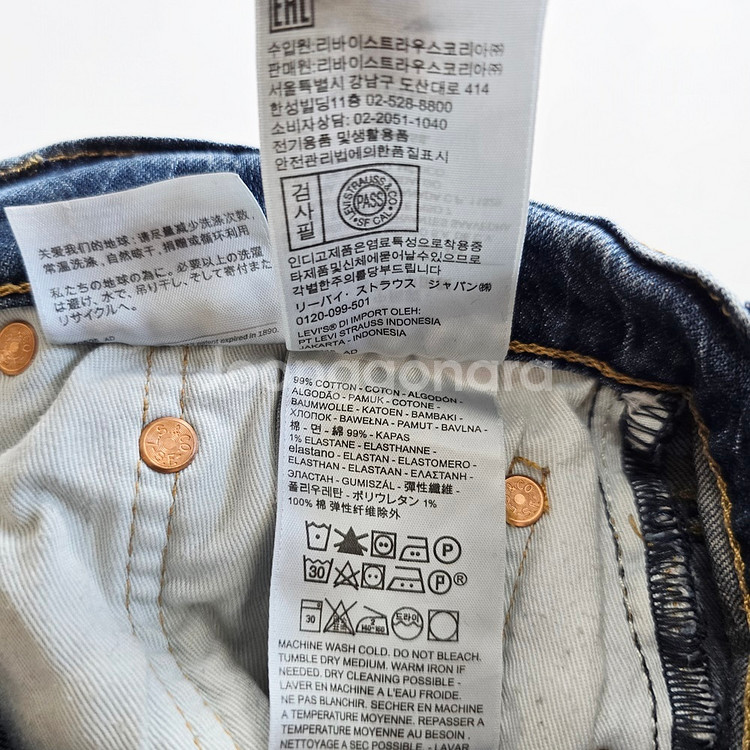 EAC
수입원:리바이스트라우스코리아㈜
판매원:리바이스트라우스코리아㈜
서울특별시 강남구 도산대로 414
한성빌딩11층 02-528-8800
소비자상담: 02-2051-1040
전기용품 및생활용품
안전관리법에의한품질표시
검사필
LEVI STRAUSS & CO
PASS
SF CAL
인디고제품은염료특성으로착용중
타제품및신체에묻어날수있으므로
각별한주의를당부드립니다
リーバイ・ストラウス ジャパン㈱
0120-099-501
LEVI'S® DI IMPORT OLEH:
PT LEVI STRAUSS INDONESIA
JAKARTA - INDONESIA
关爱我们的地球:请尽量减少洗涤次数,
常温洗涤, 自然晾干, 捐赠或循环利用
私たちの地球の為に。必要以上の洗濯
は避け、水で。吊り干し、そして寄付また
リサイクルへ。
expired in 1890.
AD
looopagonara
99% COTTON - COTON - ALGODÓN -
ALGODÃO - PAMUK - COTONE -
BAUMWOLLE - KATOEN - BAMBAKI -
ХЛОПОК - BAWEŁNA - PAMUT - BAVLNA -
棉 - 면 - 綿 99% - KAPAS
1% ELASTANE - ELASTHANNE -
elastano - ELASTAN - ELASTOMERO -
ELASTHAN - ELASTAAN - ΕΛΑΣΤΑΝΗ -
ЭЛАСТАН - GUMISZÁL - 彈性纖維 -
폴리우레탄 - ポリウレタン 1%
100% 棉 弹性纤维除外
P
30 P ®
30
MACHINE WASH COLD. DO NOT BLEACH.
TUMBLE DRY MEDIUM. WARM IRON IF
NEEDED. DRY CLEANING POSSIBLE -
LAVER EN MACHINE A L'EAU FROIDE.
NE PAS BLANCHIR. SECHER EN MACHINE
A TEMPERATURE MOYENNE. REPASSER A
TEMPERATURE MOYENNE AU BESOIN .
NETTOYAGE A SEC POSSIBLE. - LAVAR